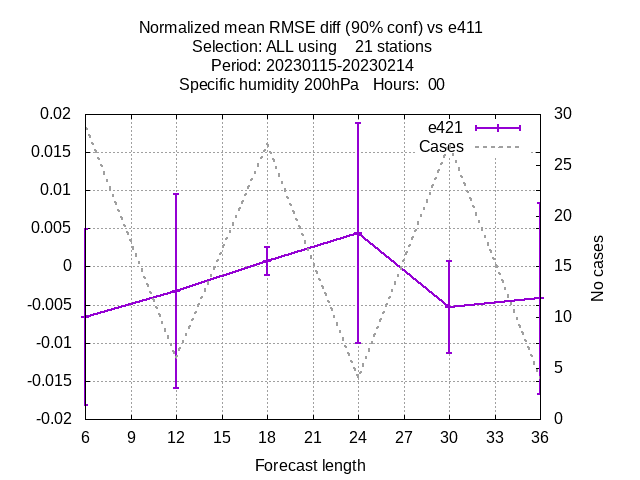 Normalized mean RMSE diff (90% conf) vs e411
Selection: ALL using    21 stations
Period: 20230115-20230214
Specific humidity 200hPa   Hours:  00
0.02
0.015
0.01
0.005
0
-0.005
-0.01
-0.015
-0.02
30
25
20
15
10
5
0
e421
Cases
No cases
6 9 12 15 18 21 24 27 30 33 36
Forecast length